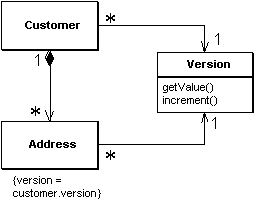 Customer
*
1
1
Version
getValue()
increment()
*
1
Address
*
{version =
customer.version}